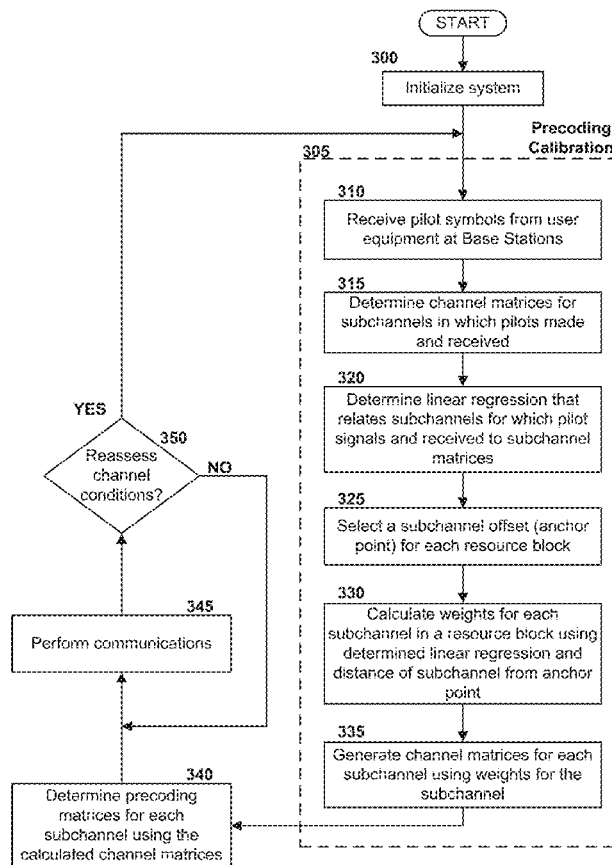 START
300
Initialize system
Precoding
Calibration
305
310
Receive pilot symbols from user
equipment at Base Stations
315
Determine channel matrices for
subchannels in which pilots made
and received
320
Determine linear regression that
relates subchannels for which pilot
signals and received to subchannel
matrices
325
Select a subchannel offset (anchor
point) for each resource block
330
Calculate weights for each
subchannel in a resource block using
determined linear regression and
distance of subchannel from anchor
point
335
Generate channel matrices for each
subchannel using weights for the
subchannel
340
Determine precoding
matrices for each
subchannel using the
calculated channel matrices
345
Perform communications
350
Reassess
channel
conditions?
YES
NO